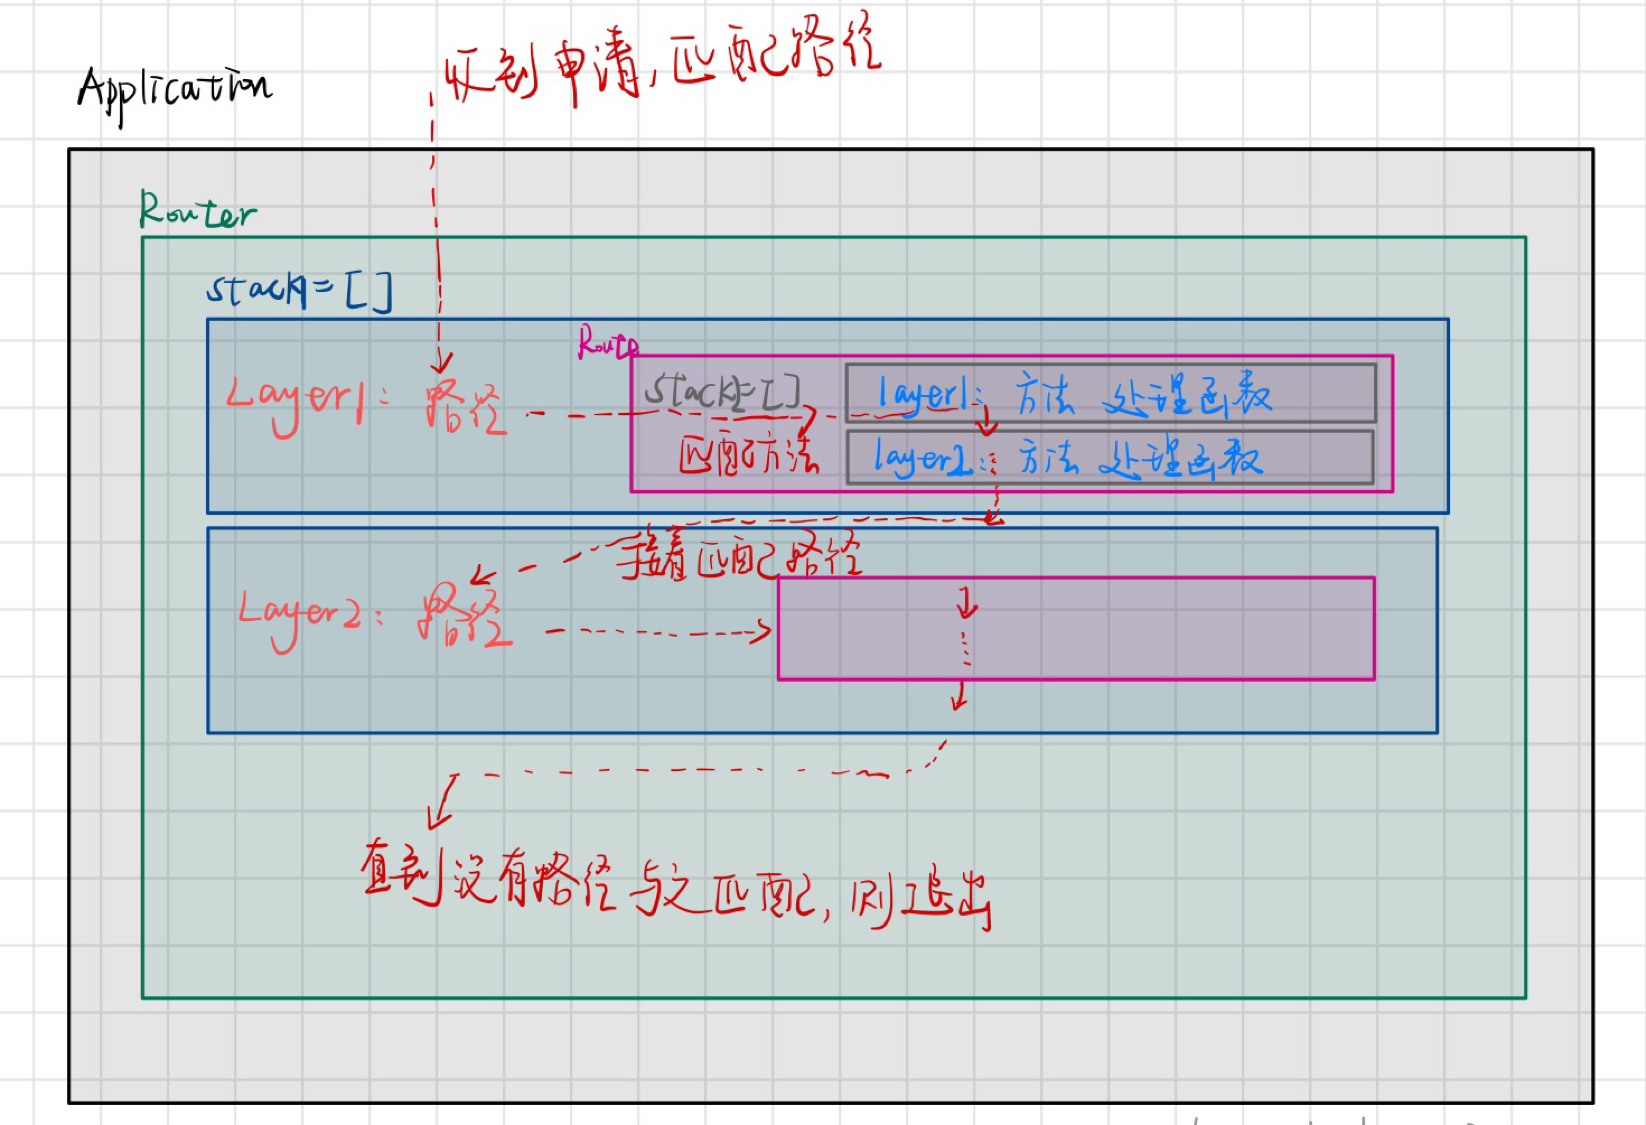 收到申请,匹配路径
Application
Router
stack=[]
Route
Layer1: 路径
stack=[]
layer1: 方法 处理函数
匹配方法
layer2: 方法 处理函数
接着匹配路径
Layer2: 路径
直到没有路径与之匹配,则退出